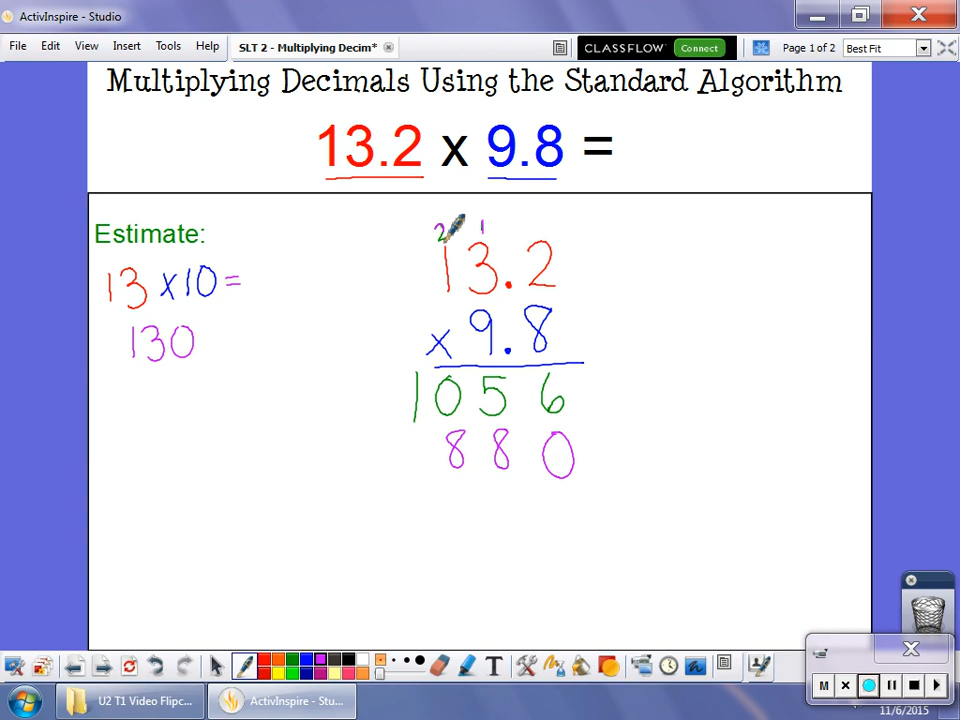 ActivInspire - Studio
File Edit View Insert Tools Help SLT 2 - Multiplying Decim* CLASSFLOW Connect Page 1 of 2 Best Fit
Multiplying Decimals Using the Standard Algorithm
13.2 x 9.8 =
Estimate:
13 x 10 =
130
2 1
13.2
x 9.8
1056
880
T
M
U2 T1 Video Flipc... ActivInspire - Stu...
11/6/2015